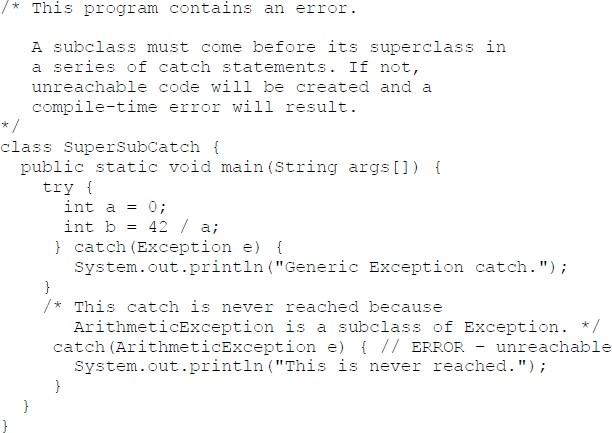 /* This program contains an error.
A subclass must come before its superclass in
a series of catch statements. If not,
unreachable code will be created and a
compile-time error will result.
*/
class SuperSubCatch {
public static void main(String args[]) {
try {
int a = 0;
int b = 42 / a;
} catch(Exception e) {
System.out.println("Generic Exception catch.");
}
/* This catch is never reached because
ArithmeticException is a subclass of Exception. */
catch(ArithmeticException e) { // ERROR – unreachable
System.out.println("This is never reached.");
}
}
}